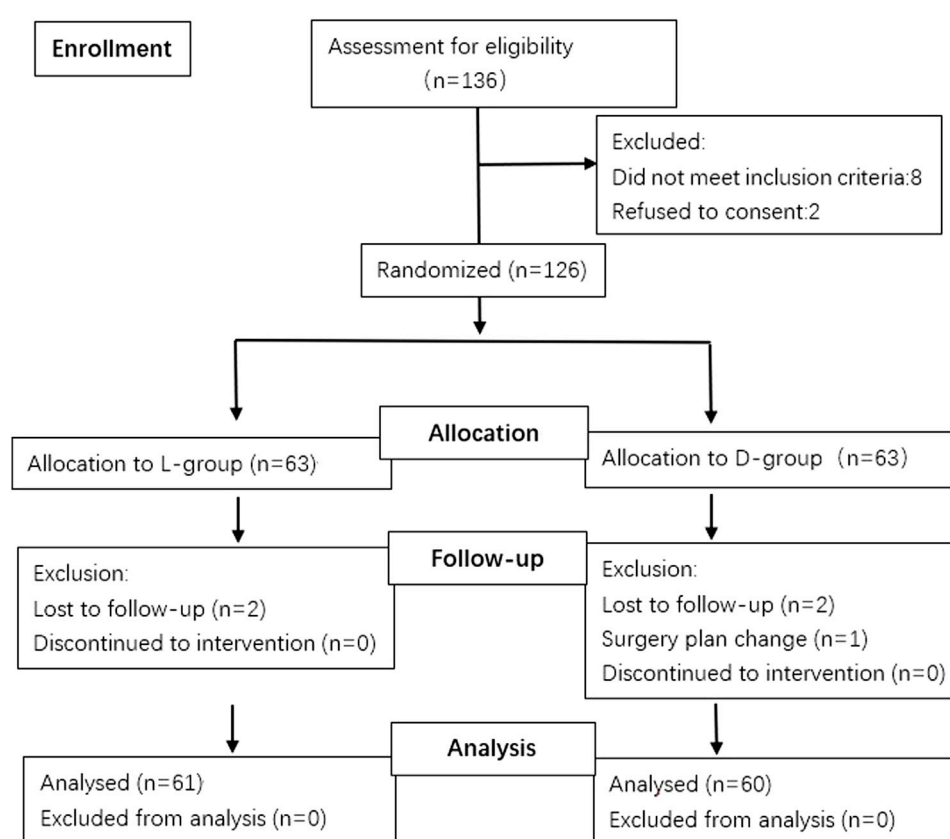 Enrollment
Assessment for eligibility
(n=136)
Excluded:
Did not meet inclusion criteria:8
Refused to consent:2
Randomized (n=126)
Allocation
Allocation to L-group (n=63)
Allocation to D-group (n=63)
Follow-up
Exclusion:
Lost to follow-up (n=2)
Discontinued to intervention (n=0)
Exclusion:
Lost to follow-up (n=2)
Surgery plan change (n=1)
Discontinued to intervention (n=0)
Analysis
Analysed (n=61)
Excluded from analysis (n=0)
Analysed (n=60)
Excluded from analysis (n=0)